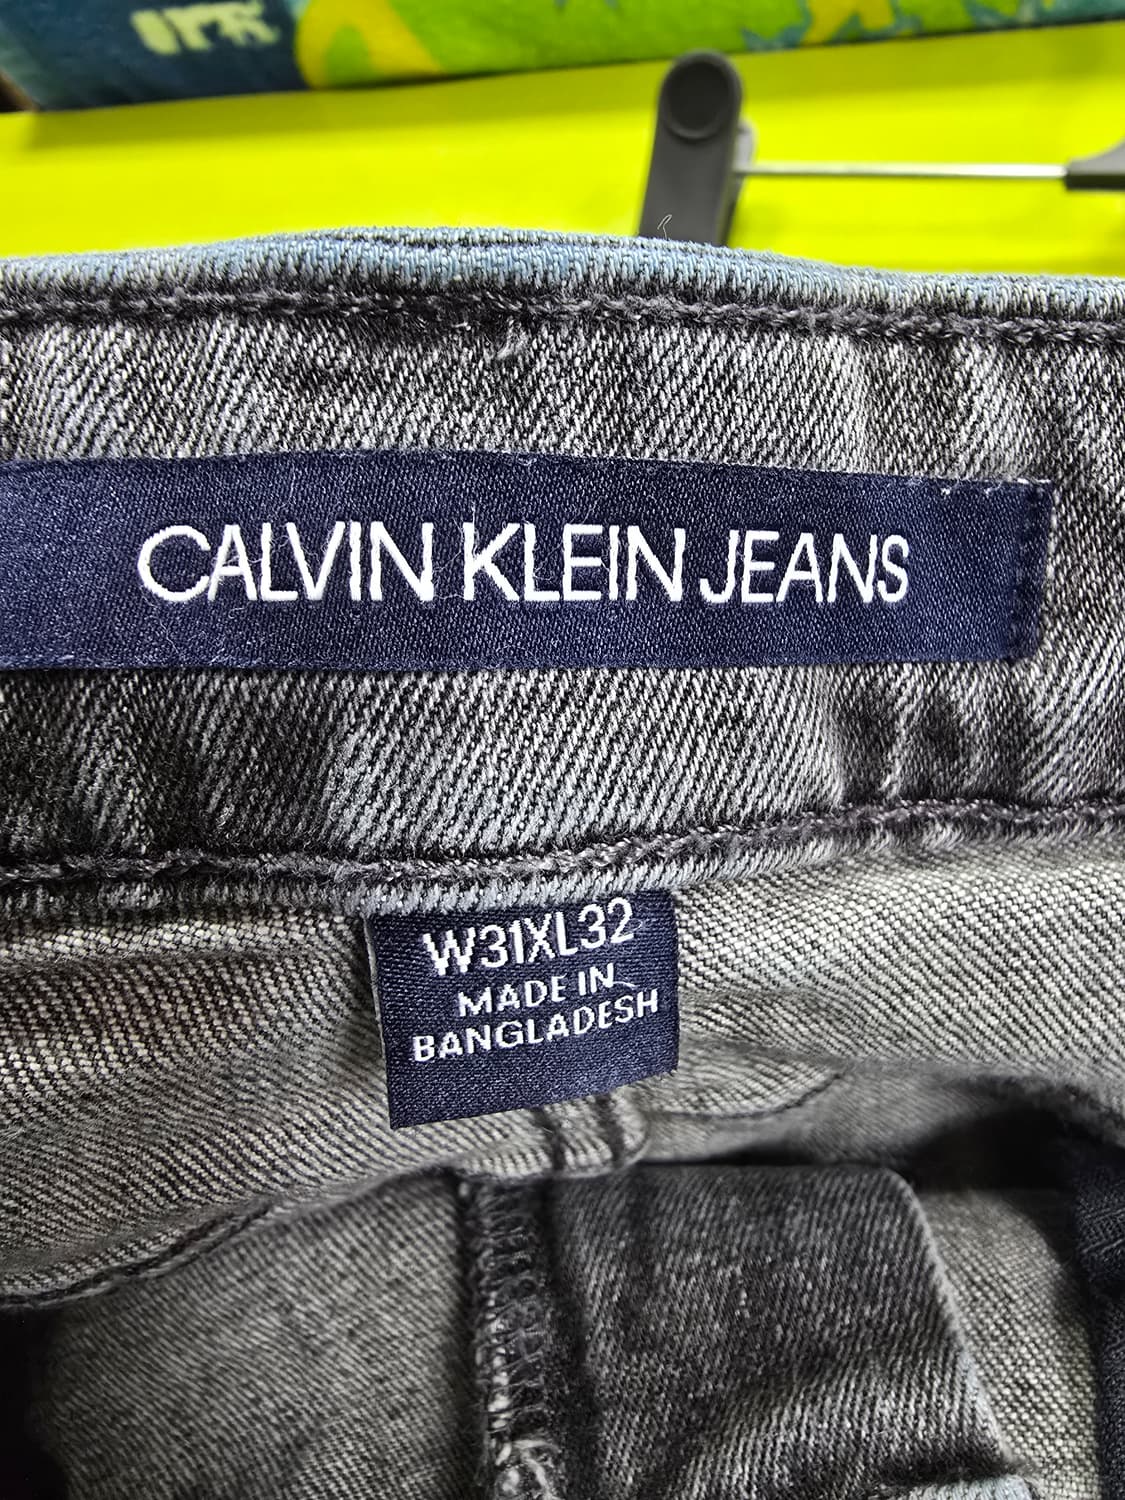 CALVIN KLEIN JEANS
W31XL32
MADE IN
BANGLADESH